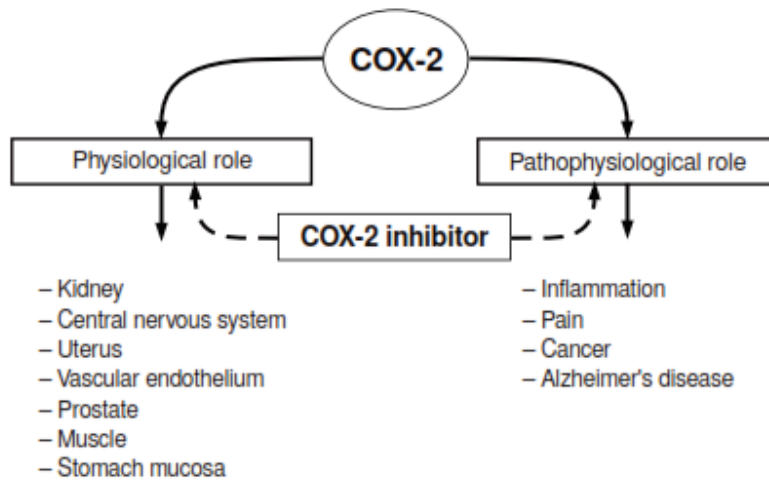 COX-2
Physiological role
Pathophysiological role
COX-2 inhibitor
– Kidney
– Central nervous system
– Uterus
– Vascular endothelium
– Prostate
– Muscle
– Stomach mucosa
– Inflammation
– Pain
– Cancer
– Alzheimer's disease